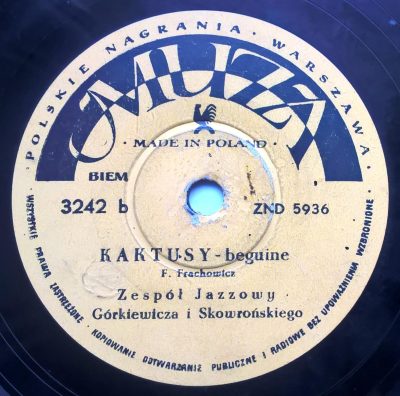 POLSKIE NAGRANIA · WARSZAWA
MUZA
· MADE IN POLAND ·
BIEM
3242 b
ZND 5936
KAKTUSY - beguine
F. Frachowicz
Zespół Jazzowy
Górkiewicza i Skowrońskiego
· WSZYSTKIE PRAWA ZASTRZEŻONE · KOPIOWANIE ODTWARZANIE PUBLICZNE I RADIOWE BEZ UPOWAŻNIENIA WZBRONIONE ·